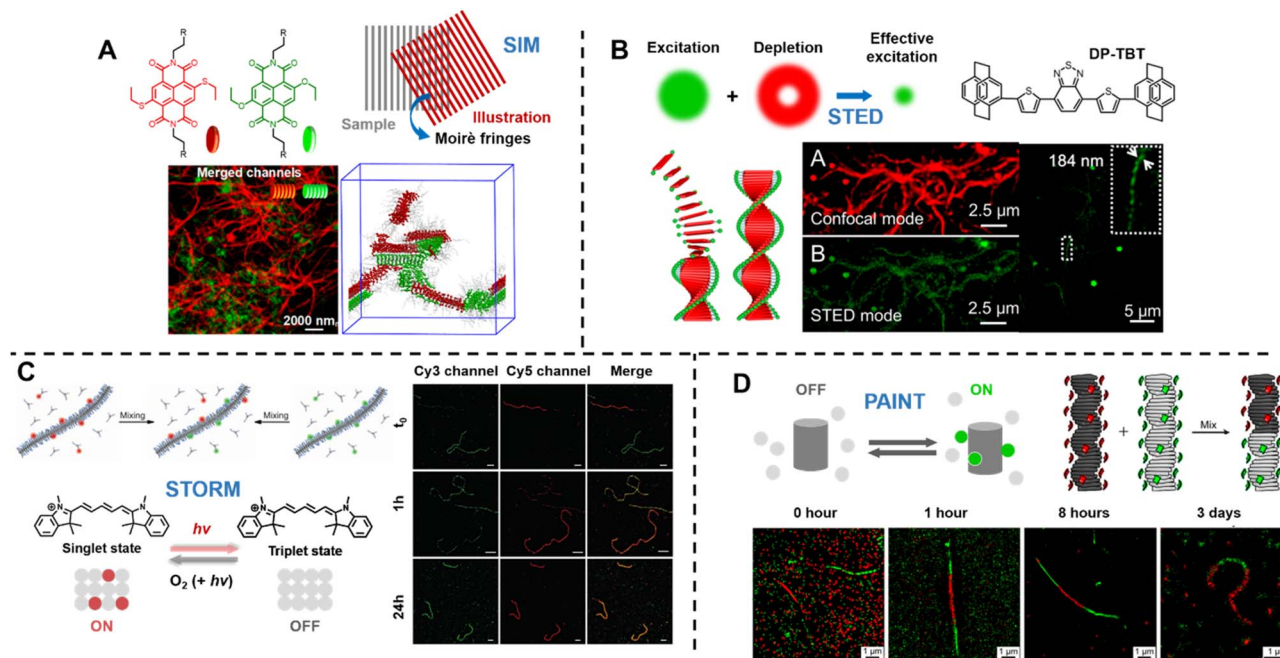 A
R
R
SIM
N
N
O
O
O
O
S
O
S
O
O
O
O
O
N
N
R
R
Sample
Illustration
Moirè fringes
Merged channels
2000 nm
B
Excitation
Depletion
Effective
excitation
DP-TBT
+
STED
N
S
N
S
S
A
Confocal mode
2.5 µm
B
STED mode
2.5 µm
184 nm
5 µm
C
Mixing
Mixing
STORM
N
⊕
N
N
⊕
N
Singlet state
hv
Triplet state
O2 (+ hv)
ON
OFF
Cy3 channel
Cy5 channel
Merge
t0
1h
24h
D
OFF
PAINT
ON
+
Mix
0 hour
1 hour
8 hours
3 days
1 µm
1 µm
1 µm
1 µm